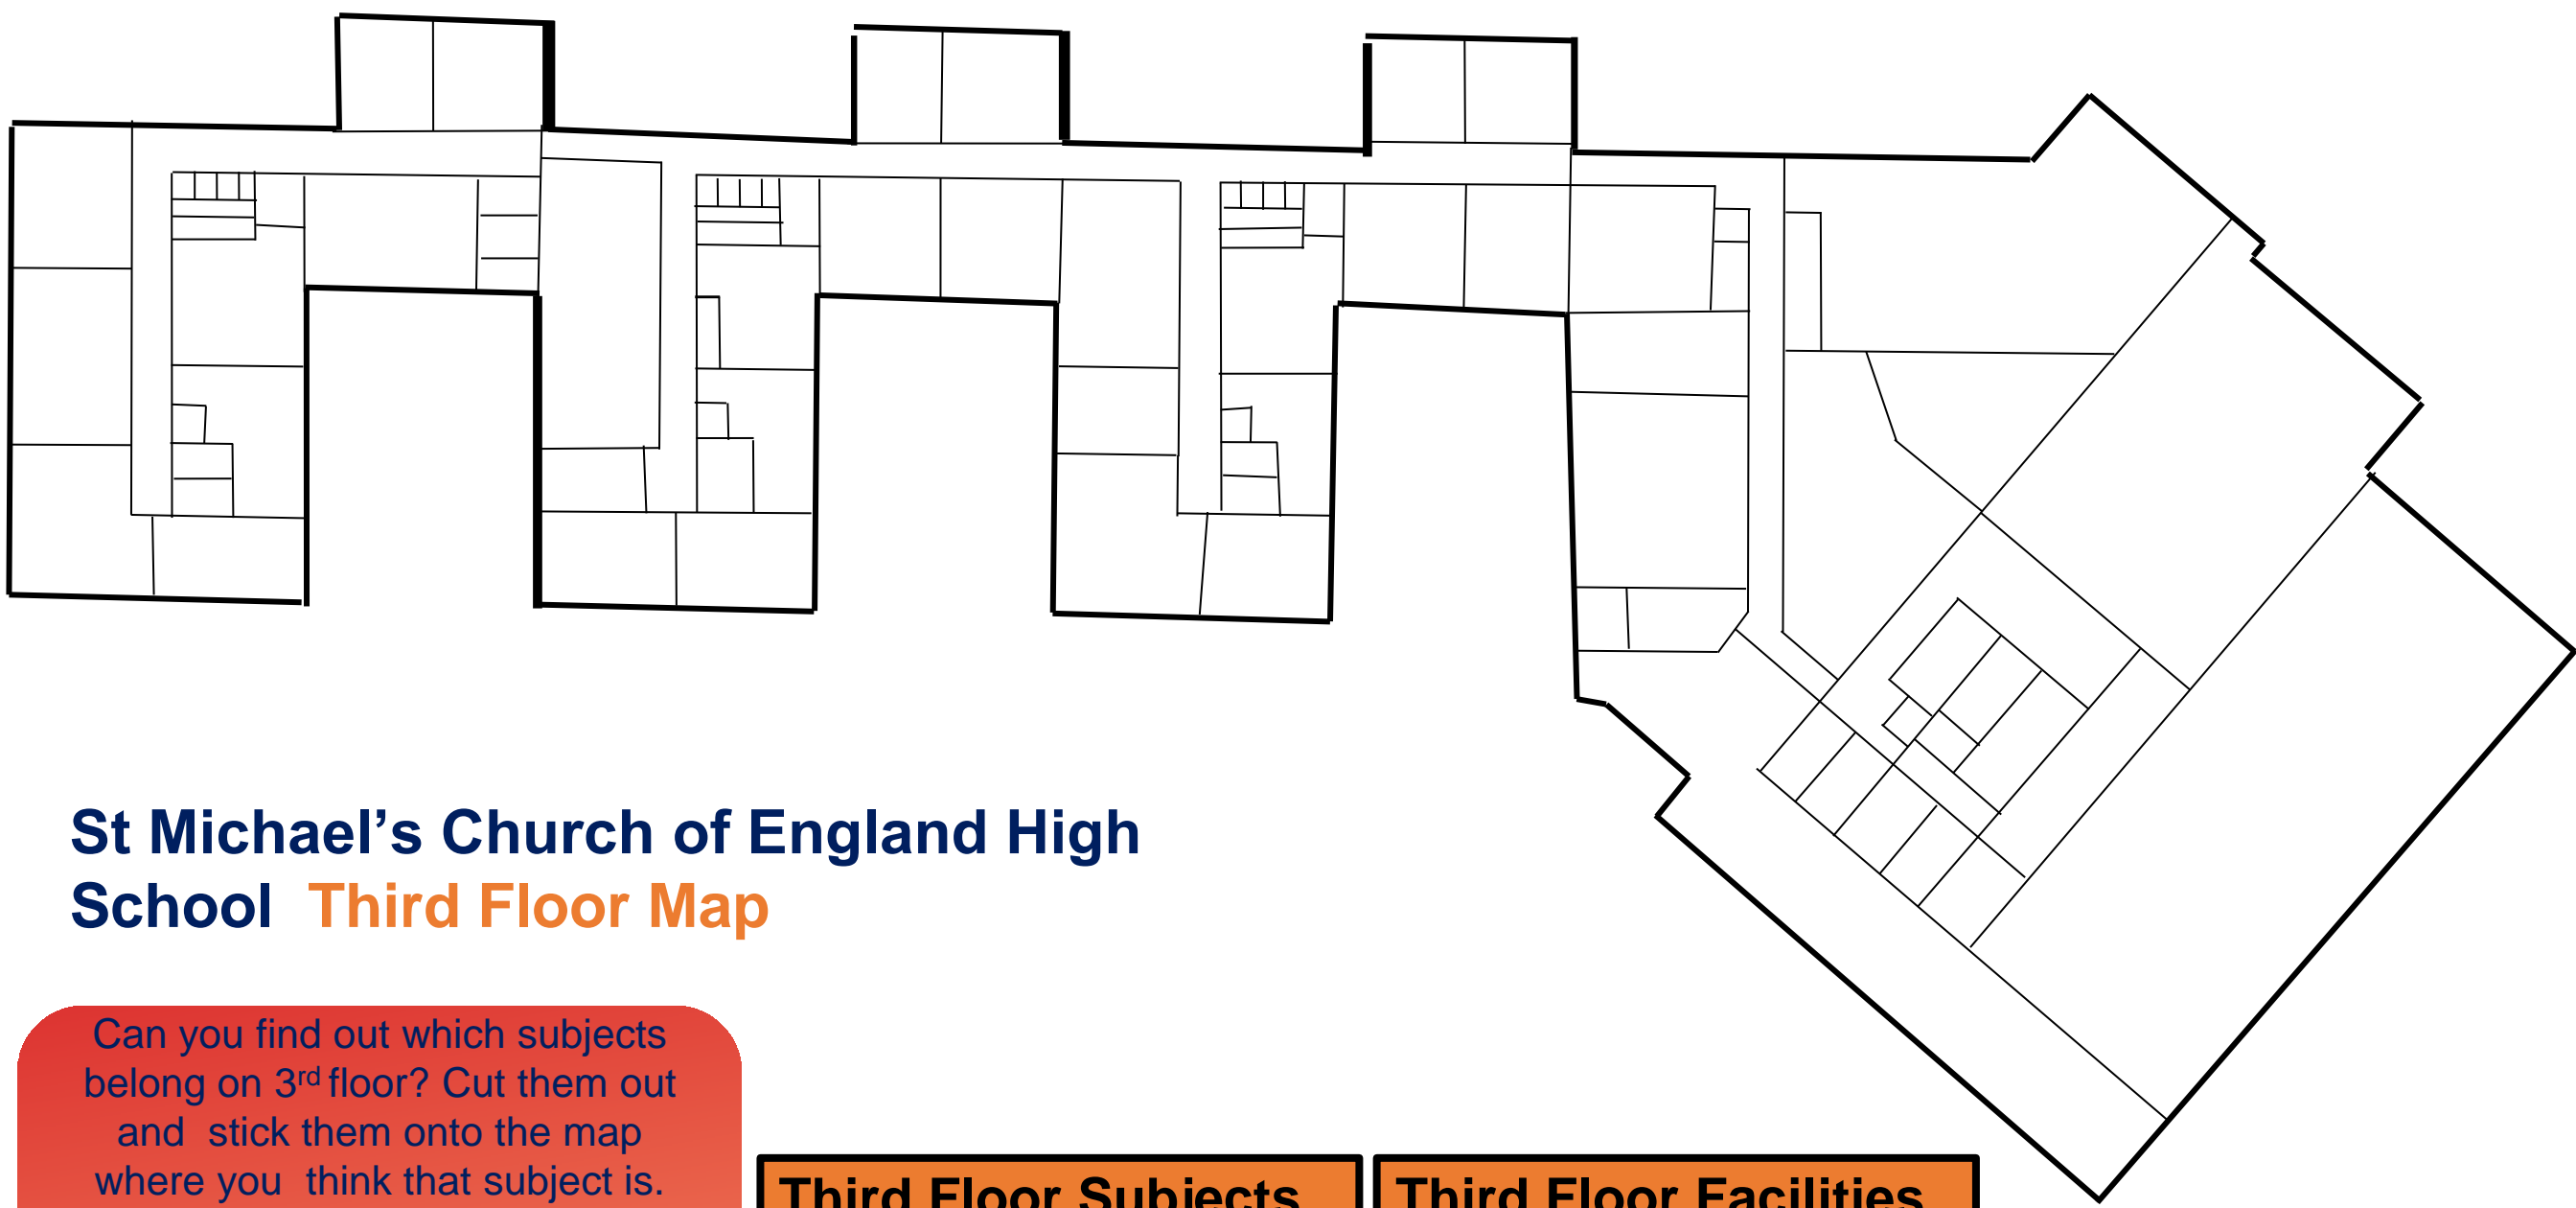 St Michael’s Church of England High
School Third Floor Map
Can you find out which subjects
belong on 3rd floor? Cut them out
and stick them onto the map
where you think that subject is.
Third Floor Subjects
Third Floor Facilities